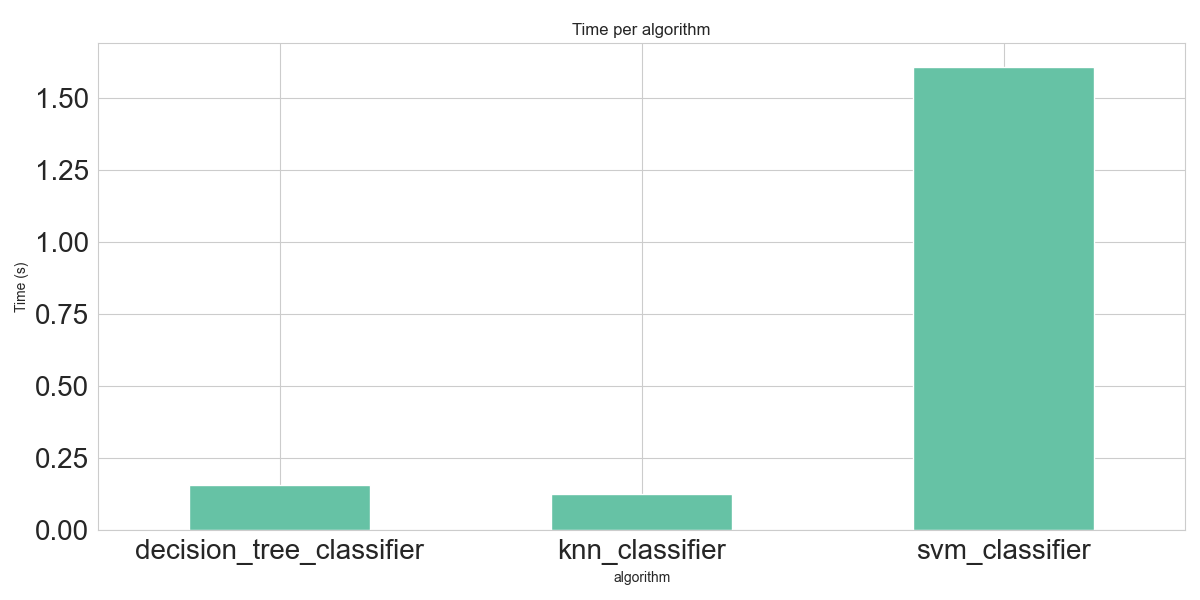 Time per algorithm
Time (s)
1.50
1.25
1.00
0.75
0.50
0.25
0.00
decision_tree_classifier knn_classifier svm_classifier
algorithm